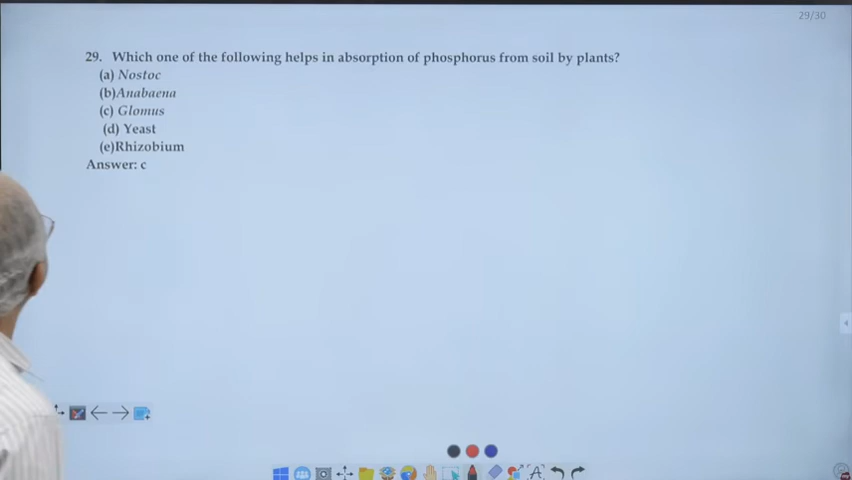 29/30
29. Which one of the following helps in absorption of phosphorus from soil by plants?
(a) Nostoc
(b)Anabaena
(c) Glomus
(d) Yeast
(e)Rhizobium
Answer: c